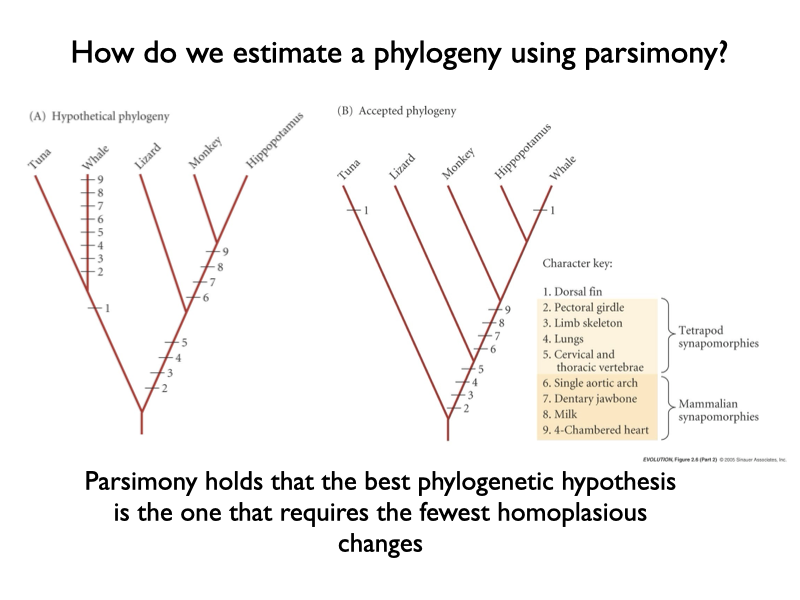 How do we estimate a phylogeny using parsimony?
(A) Hypothetical phylogeny
Tuna
Whale
Lizard
Monkey
Hippopotamus
9
8
7
6
5
4
3
2
1
9
8
7
6
5
4
3
2
(B) Accepted phylogeny
Tuna
Lizard
Monkey
Hippopotamus
Whale
1
1
9
8
7
6
5
4
3
2
Character key:
1. Dorsal fin
2. Pectoral girdle
3. Limb skeleton
4. Lungs
5. Cervical and
thoracic vertebrae
6. Single aortic arch
7. Dentary jawbone
8. Milk
9. 4-Chambered heart
Tetrapod
synapomorphies
Mammalian
synapomorphies
EVOLUTION, Figure 2.6 (Part 2) © 2005 Sinauer Associates, Inc.
Parsimony holds that the best phylogenetic hypothesis
is the one that requires the fewest homoplasious
changes